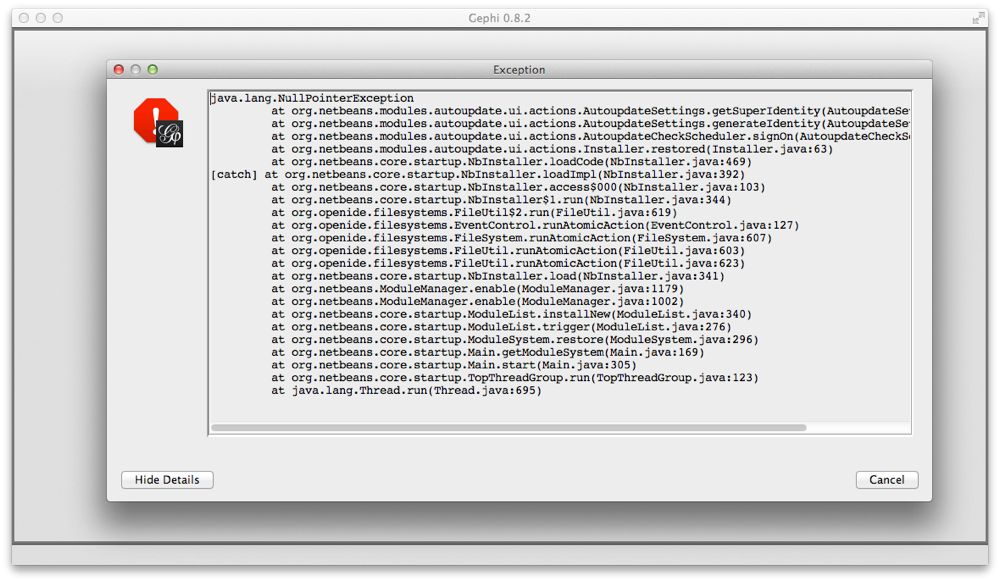 Gephi 0.8.2
Exception
java.lang.NullPointerException
at org.netbeans.modules.autoupdate.ui.actions.AutoupdateSettings.getSuperIdentity(AutoupdateSe
at org.netbeans.modules.autoupdate.ui.actions.AutoupdateSettings.generateIdentity(AutoupdateSe
at org.netbeans.modules.autoupdate.ui.actions.AutoupdateCheckScheduler.signOn(AutoupdateCheckS
at org.netbeans.modules.autoupdate.ui.actions.Installer.restored(Installer.java:63)
at org.netbeans.core.startup.NbInstaller.loadCode(NbInstaller.java:469)
[catch] at org.netbeans.core.startup.NbInstaller.loadImpl(NbInstaller.java:392)
at org.netbeans.core.startup.NbInstaller.access$000(NbInstaller.java:103)
at org.netbeans.core.startup.NbInstaller$1.run(NbInstaller.java:344)
at org.openide.filesystems.FileUtil$2.run(FileUtil.java:619)
at org.openide.filesystems.EventControl.runAtomicAction(EventControl.java:127)
at org.openide.filesystems.FileSystem.runAtomicAction(FileSystem.java:607)
at org.openide.filesystems.FileUtil.runAtomicAction(FileUtil.java:603)
at org.openide.filesystems.FileUtil.runAtomicAction(FileUtil.java:623)
at org.netbeans.core.startup.NbInstaller.load(NbInstaller.java:341)
at org.netbeans.ModuleManager.enable(ModuleManager.java:1179)
at org.netbeans.ModuleManager.enable(ModuleManager.java:1002)
at org.netbeans.core.startup.ModuleList.installNew(ModuleList.java:340)
at org.netbeans.core.startup.ModuleList.trigger(ModuleList.java:276)
at org.netbeans.core.startup.ModuleSystem.restore(ModuleSystem.java:296)
at org.netbeans.core.startup.Main.getModuleSystem(Main.java:169)
at org.netbeans.core.startup.Main.start(Main.java:305)
at org.netbeans.core.startup.TopThreadGroup.run(TopThreadGroup.java:123)
at java.lang.Thread.run(Thread.java:695)
Hide Details
Cancel